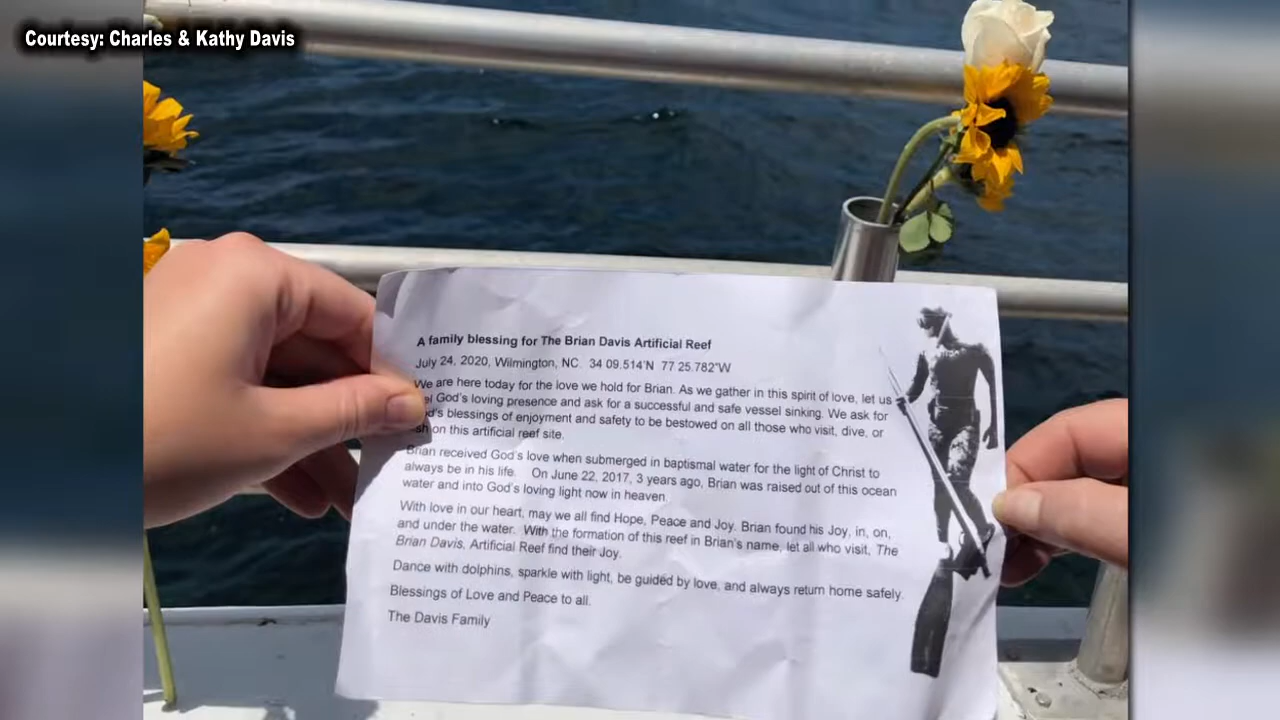 Courtesy: Charles & Kathy Davis
A family blessing for The Brian Davis Artificial Reef
July 24, 2020, Wilmington, NC. 34 09.514'N 77 25.782"W
We are here today for the love we hold for Brian. As we gather in this spirit of love, let us
God's loving presence and ask for a successful and safe vessel sinking. We ask for
blessings of enjoyment and safety to be bestowed on all those who visit, dive, or
on this artificial reef site.
Brian received God's love when submerged in baptismal water for the light of Christ to
always be in his life. On June 22, 2017, 3 years ago, Brian was raised out of this ocean
water and into God's loving light now in heaven.
With love in our heart, may we all find Hope, Peace and Joy. Brian found his Joy, in, on,
and under the water. With the formation of this reef in Brian's name, let all who visit, The
Brian Davis, Artificial Reef find their Joy.
Dance with dolphins, sparkle with light, be guided by love, and always return home safely.
Blessings of Love and Peace to all.
The Davis Family